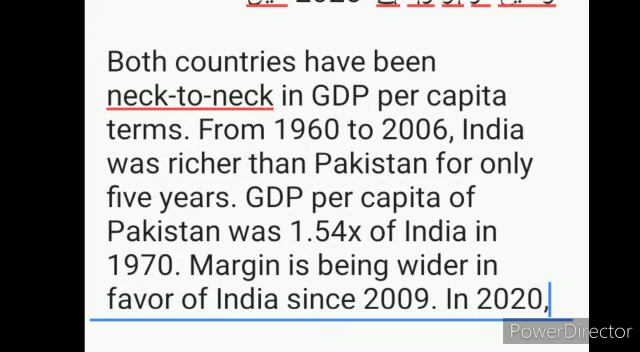 2020
Both countries have been
neck-to-neck in GDP per capita
terms. From 1960 to 2006, India
was richer than Pakistan for only
five years. GDP per capita of
Pakistan was 1.54x of India in
1970. Margin is being wider in
favor of India since 2009. In 2020,
PowerDirector